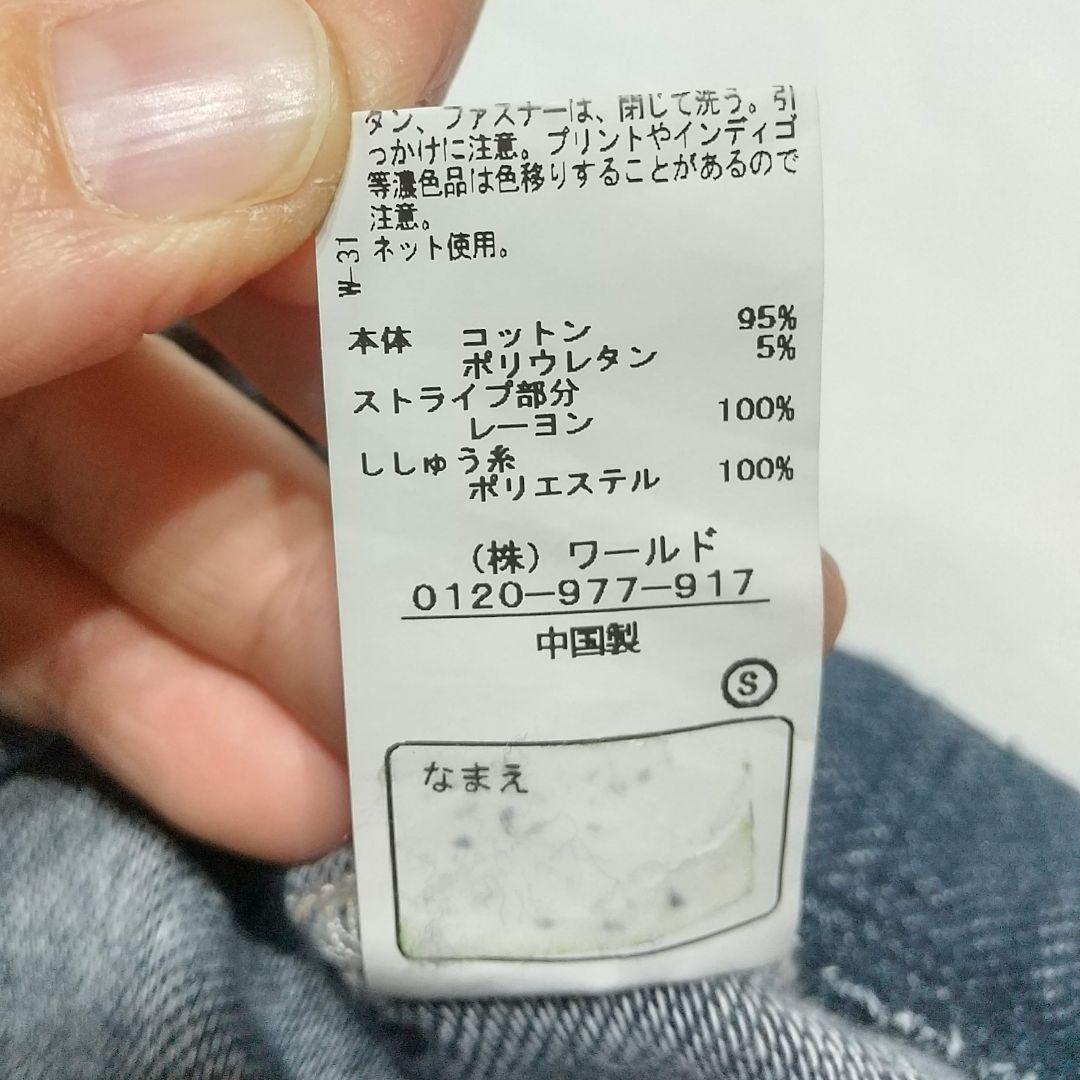 タン、ファスナーは、閉じて洗う。引
っかけに注意。プリントやインディゴ
等濃色品は色移りすることがあるので
注意。
ネット使用。
W-31
本体 コットン 95%
ポリウレタン 5%
ストライプ部分
レーヨン 100%
ししゅう糸
ポリエステル 100%
(株) ワールド
0120-977-917
中国製
S
なまえ